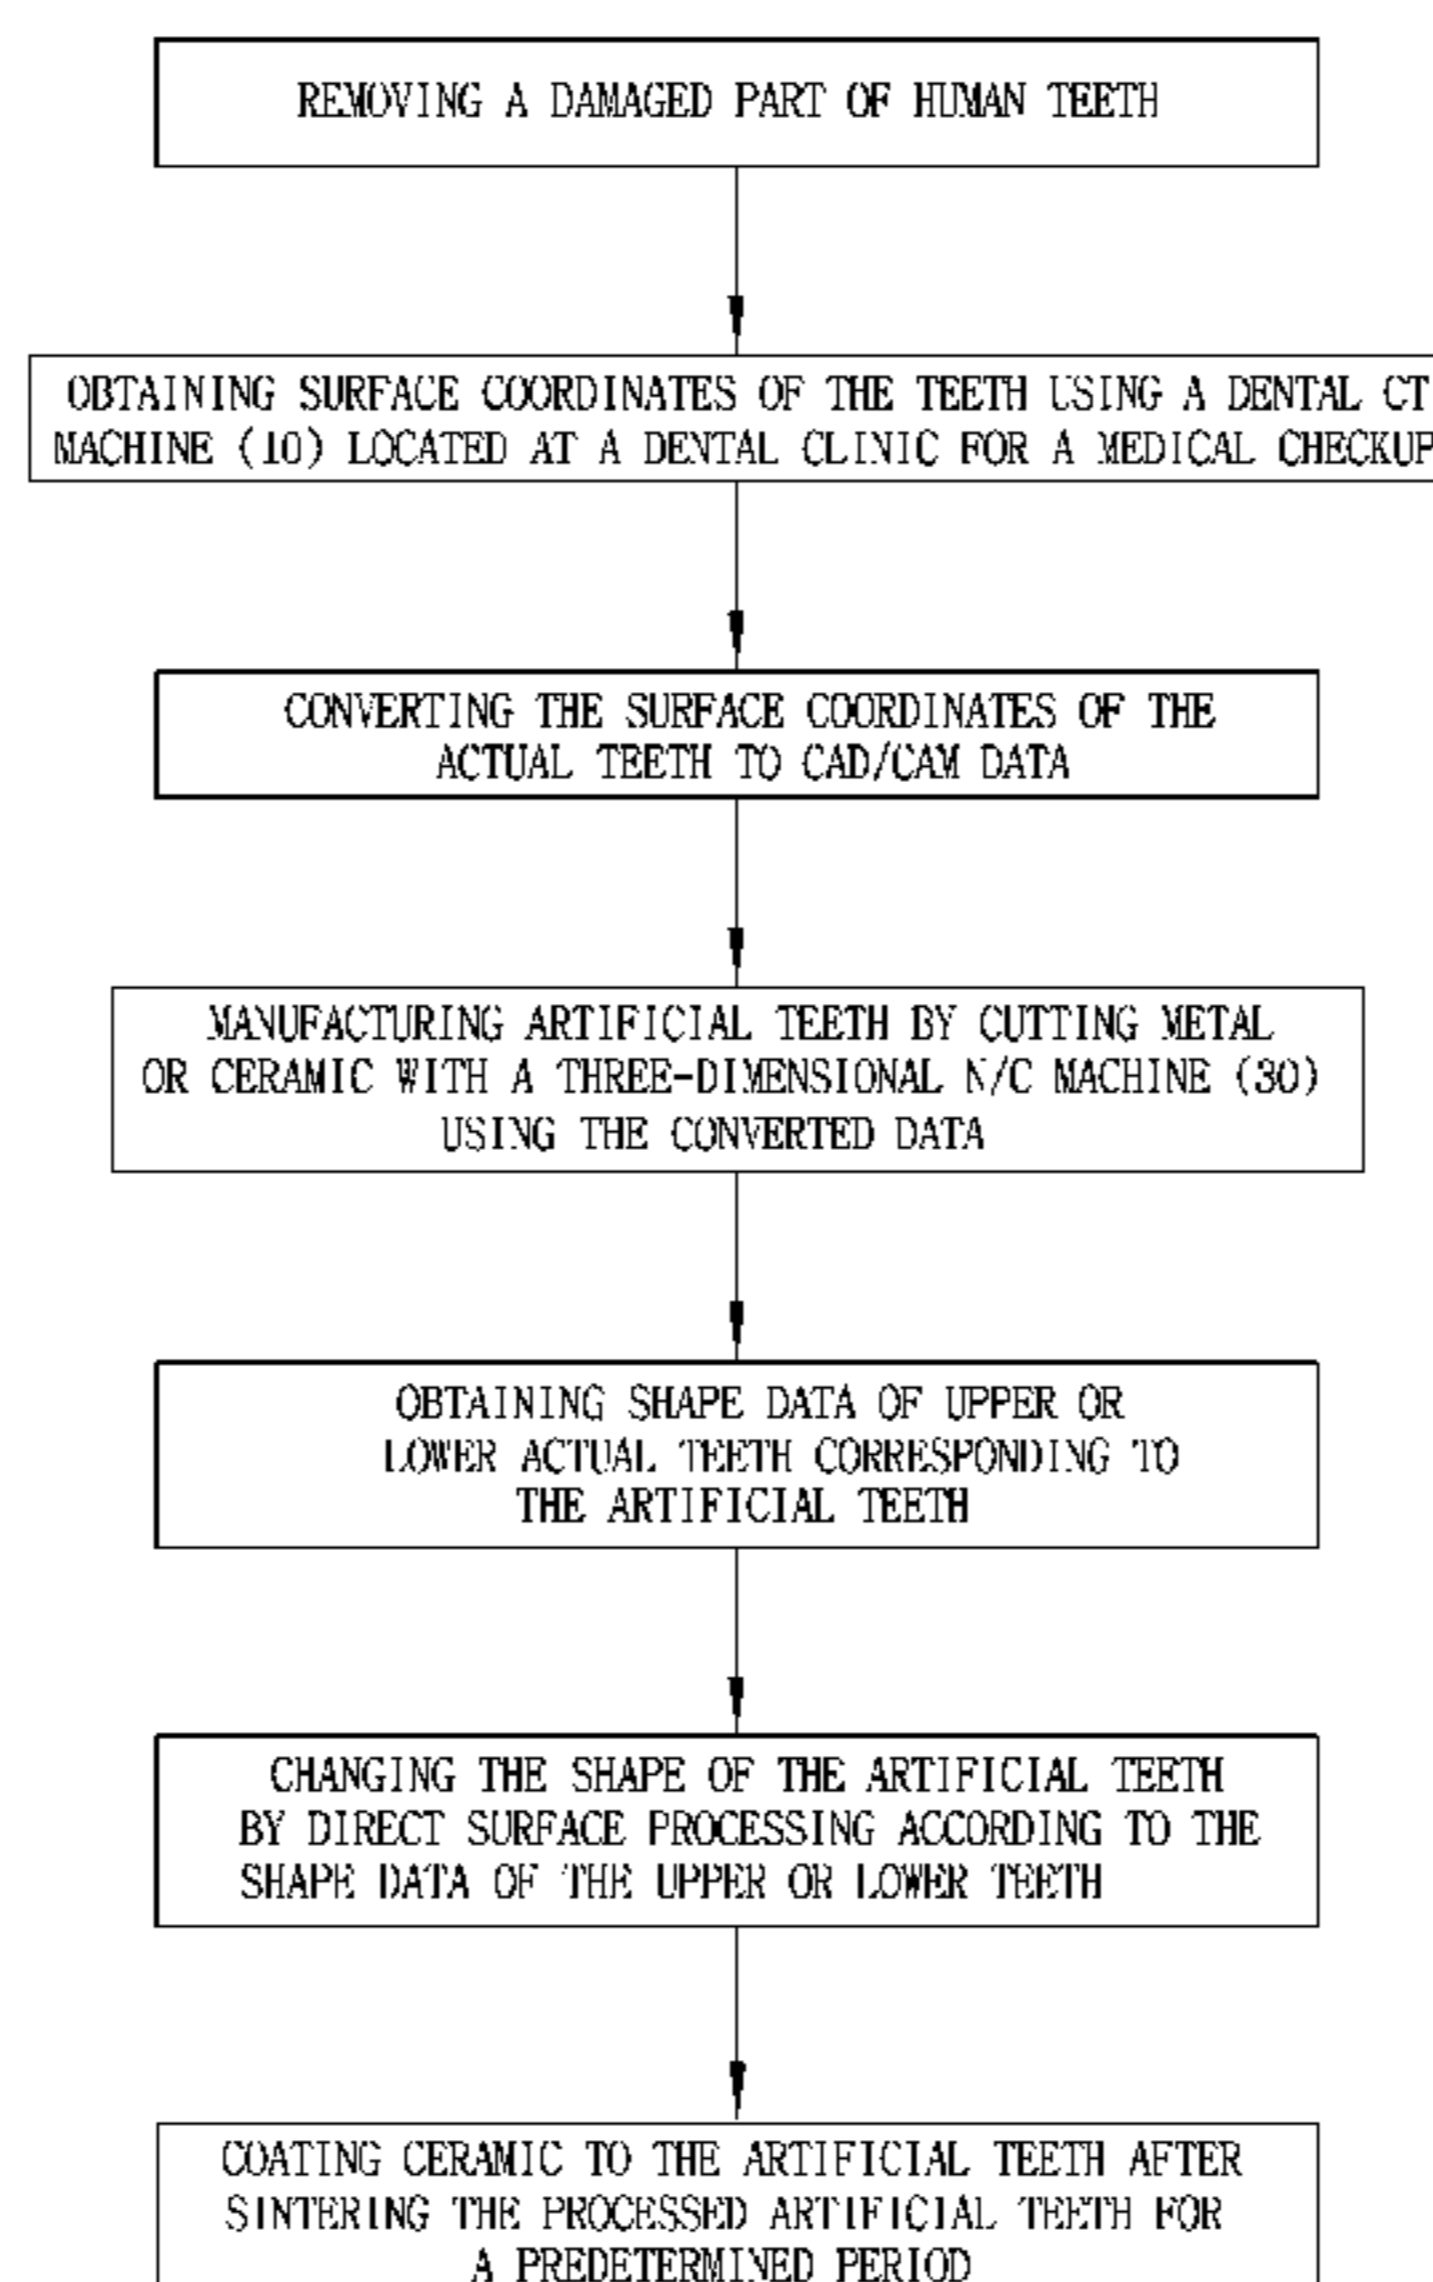 REMOVING A DAMAGED PART OF HUMAN TEETH
OBTAINING SURFACE COORDINATES OF THE TEETH USING A DENTAL CT
MACHINE (10) LOCATED AT A DENTAL CLINIC FOR A MEDICAL CHECKUP
CONVERTING THE SURFACE COORDINATES OF THE
ACTUAL TEETH TO CAD/CAM DATA
MANUFACTURING ARTIFICIAL TEETH BY CUTTING METAL
OR CERAMIC WITH A THREE-DIMENSIONAL N/C MACHINE (30)
USING THE CONVERTED DATA
OBTAINING SHAPE DATA OF UPPER OR
LOWER ACTUAL TEETH CORRESPONDING TO
THE ARTIFICIAL TEETH
CHANGING THE SHAPE OF THE ARTIFICIAL TEETH
BY DIRECT SURFACE PROCESSING ACCORDING TO THE
SHAPE DATA OF THE UPPER OR LOWER TEETH
COATING CERAMIC TO THE ARTIFICIAL TEETH AFTER
SINTERING THE PROCESSED ARTIFICIAL TEETH FOR
A PREDETERMINED PERIOD